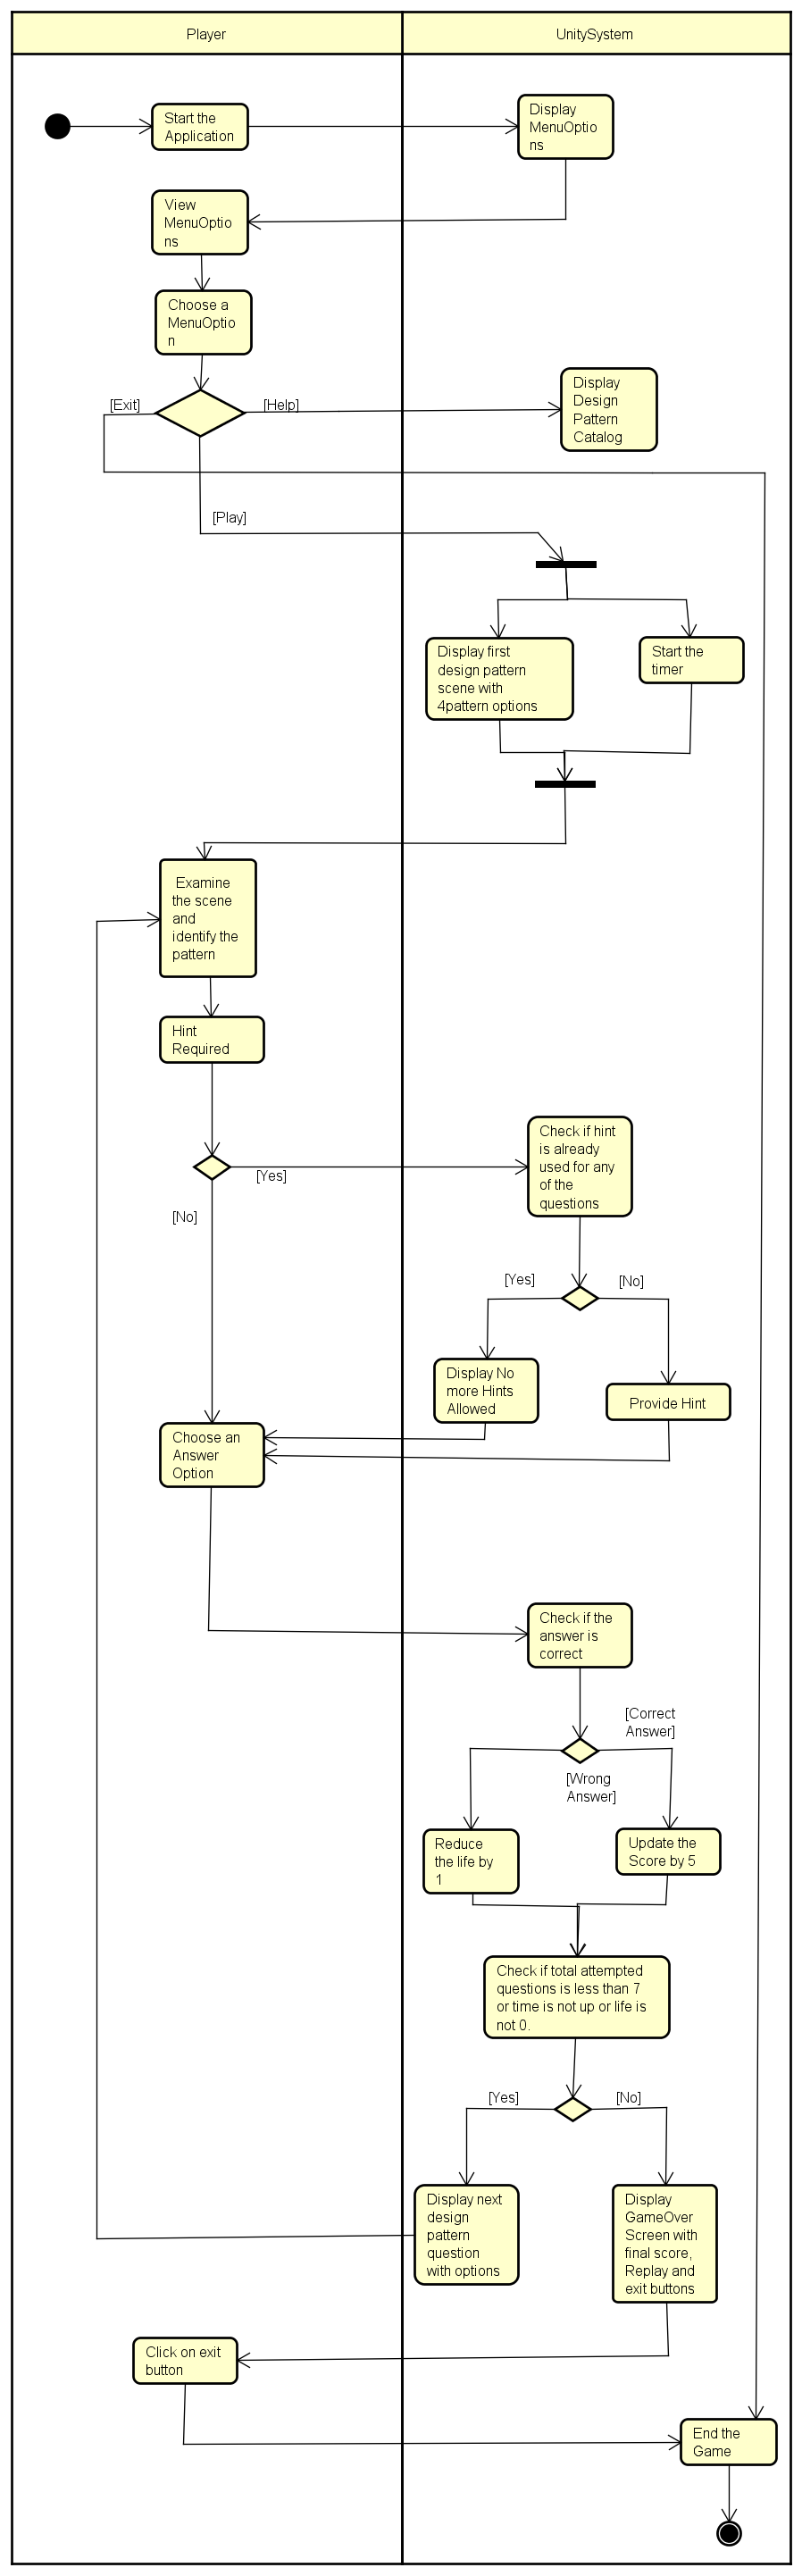 Player
UnitySystem
Start the
Application
Display
MenuOptio
ns
View
MenuOptio
ns
Choose a
MenuOptio
n
[Exit]
[Help]
Display
Design
Pattern
Catalog
[Play]
Display first
design pattern
scene with
4pattern options
Start the
timer
Examine
the scene
and
identify the
pattern
Hint
Required
[Yes]
[No]
Check if hint
is already
used for any
of the
questions
[Yes]
[No]
Display No
more Hints
Allowed
Provide Hint
Choose an
Answer
Option
Check if the
answer is
correct
[Correct
Answer]
[Wrong
Answer]
Reduce
the life by
1
Update the
Score by 5
Check if total attempted
questions is less than 7
or time is not up or life is
not 0.
[Yes]
[No]
Display next
design
pattern
question
with options
Display
GameOver
Screen with
final score,
Replay and
exit buttons
Click on exit
button
End the
Game